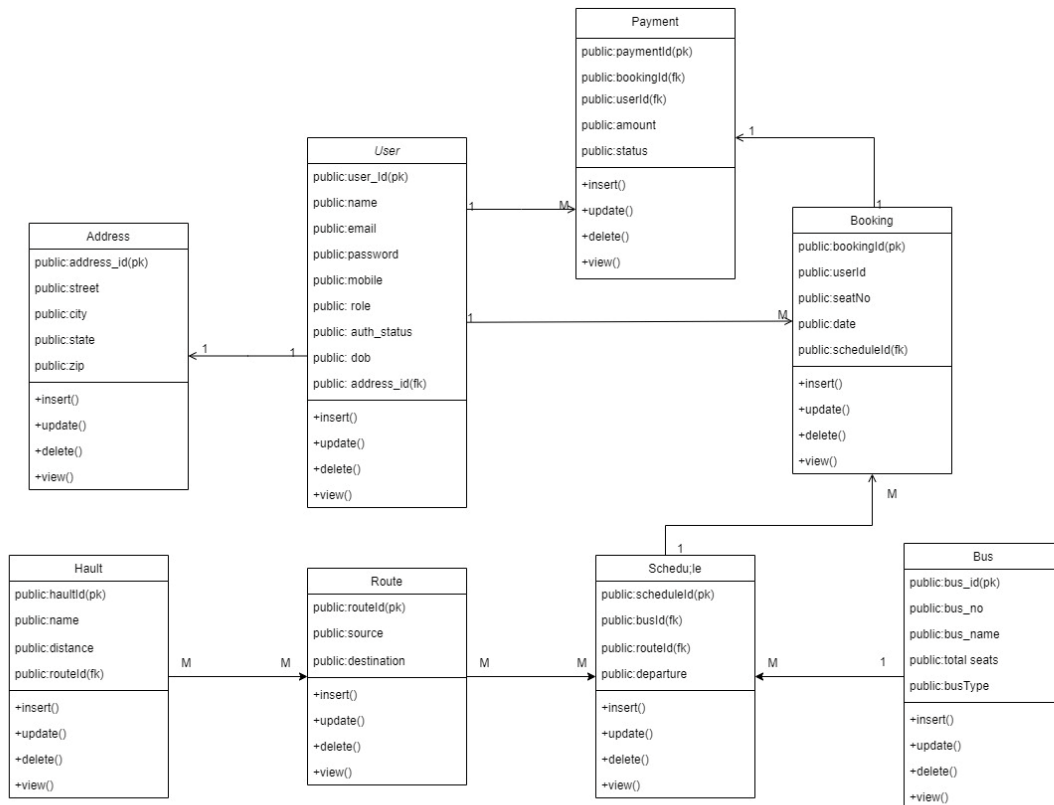 Payment
public:paymentId(pk)
public:bookingId(fk)
public:userId(fk)
public:amount
public:status
+insert()
+update()
+delete()
+view()
User
public:user_Id(pk)
public:name
public:email
public:password
public:mobile
public: role
public: auth_status
public: dob
public: address_id(fk)
+insert()
+update()
+delete()
+view()
Address
public:address_id(pk)
public:street
public:city
public:state
public:zip
+insert()
+update()
+delete()
+view()
Booking
public:bookingId(pk)
public:userId
public:seatNo
public:date
public:scheduleId(fk)
+insert()
+update()
+delete()
+view()
1
1
1
M
1
M
1
1
M
1
Hault
public:haultId(pk)
public:name
public:distance
public:routeId(fk)
+insert()
+update()
+delete()
+view()
M
M
Route
public:routeId(pk)
public:source
public:destination
+insert()
+update()
+delete()
+view()
M
M
Schedu;le
public:scheduleId(pk)
public:busId(fk)
public:routeId(fk)
public:departure
+insert()
+update()
+delete()
+view()
M
1
Bus
public:bus_id(pk)
public:bus_no
public:bus_name
public:total seats
public:busType
+insert()
+update()
+delete()
+view()